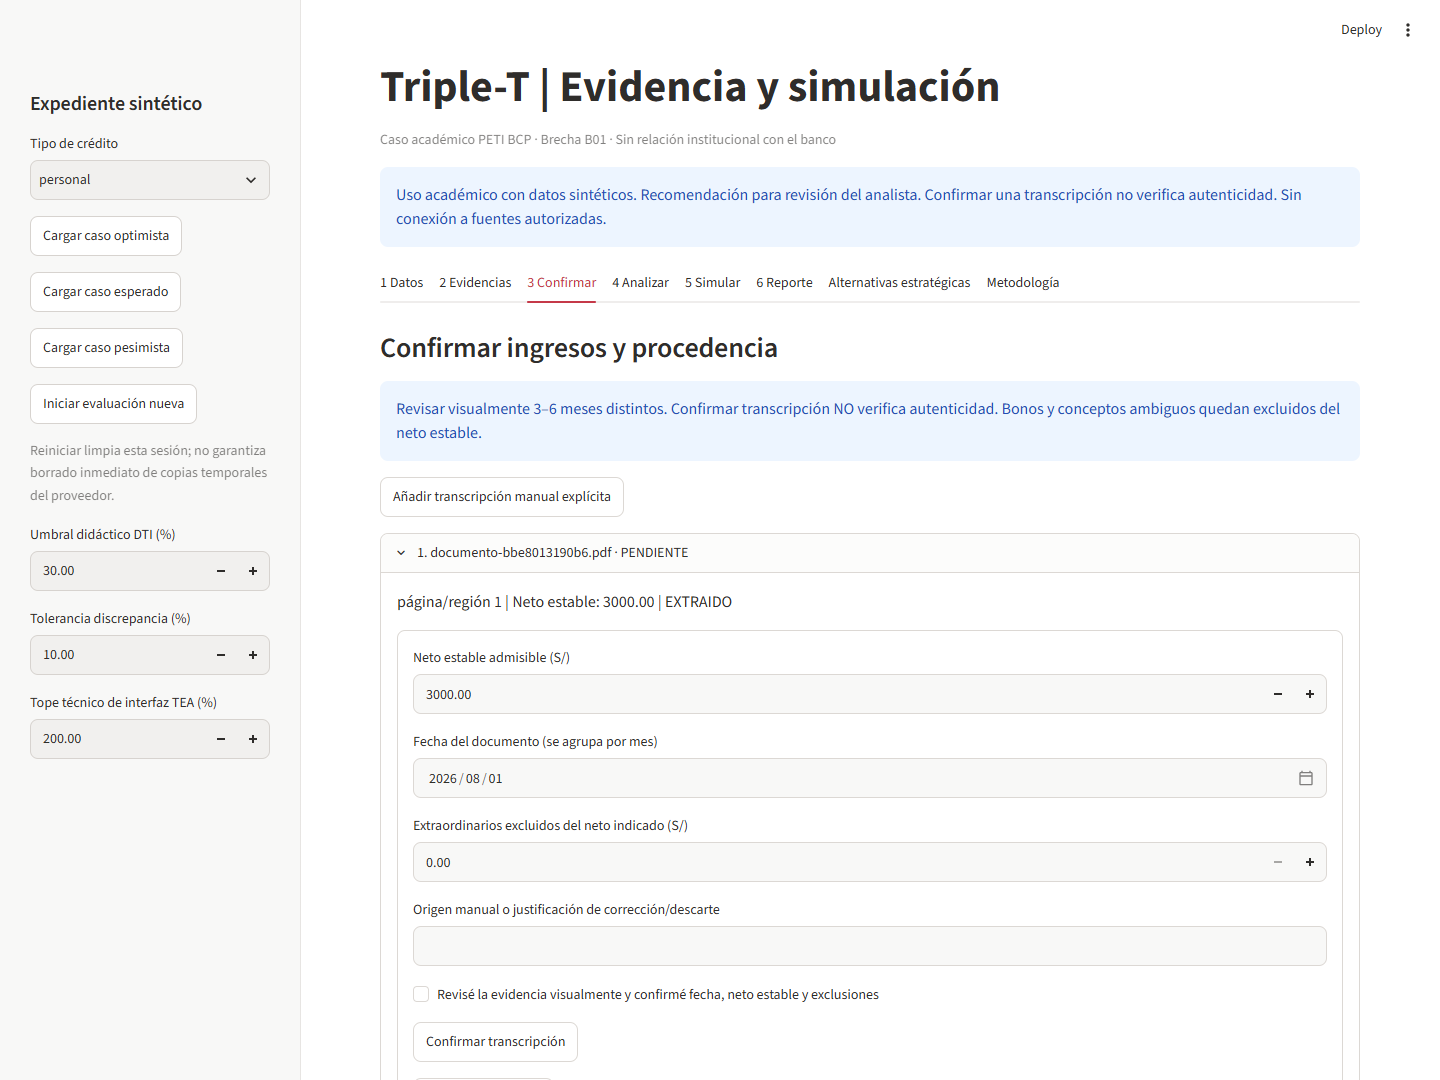 Deploy
Expediente sintético
Tipo de crédito
personal
Cargar caso optimista
Cargar caso esperado
Cargar caso pesimista
Iniciar evaluación nueva
Reiniciar limpia esta sesión; no garantiza
borrado inmediato de copias temporales
del proveedor.
Umbral didáctico DTI (%)
30.00
Tolerancia discrepancia (%)
10.00
Tope técnico de interfaz TEA (%)
200.00
Triple-T | Evidencia y simulación
Caso académico PETI BCP · Brecha B01 · Sin relación institucional con el banco
Uso académico con datos sintéticos. Recomendación para revisión del analista. Confirmar una transcripción no verifica autenticidad. Sin
conexión a fuentes autorizadas.
1 Datos 2 Evidencias 3 Confirmar 4 Analizar 5 Simular 6 Reporte Alternativas estratégicas Metodología
Confirmar ingresos y procedencia
Revisar visualmente 3–6 meses distintos. Confirmar transcripción NO verifica autenticidad. Bonos y conceptos ambiguos quedan excluidos del
neto estable.
Añadir transcripción manual explícita
1. documento-bbe8013190b6.pdf · PENDIENTE
página/región 1 | Neto estable: 3000.00 | EXTRAIDO
Neto estable admisible (S/)
3000.00
Fecha del documento (se agrupa por mes)
2026/08/01
Extraordinarios excluidos del neto indicado (S/)
0.00
Origen manual o justificación de corrección/descarte
Revisé la evidencia visualmente y confirmé fecha, neto estable y exclusiones
Confirmar transcripción